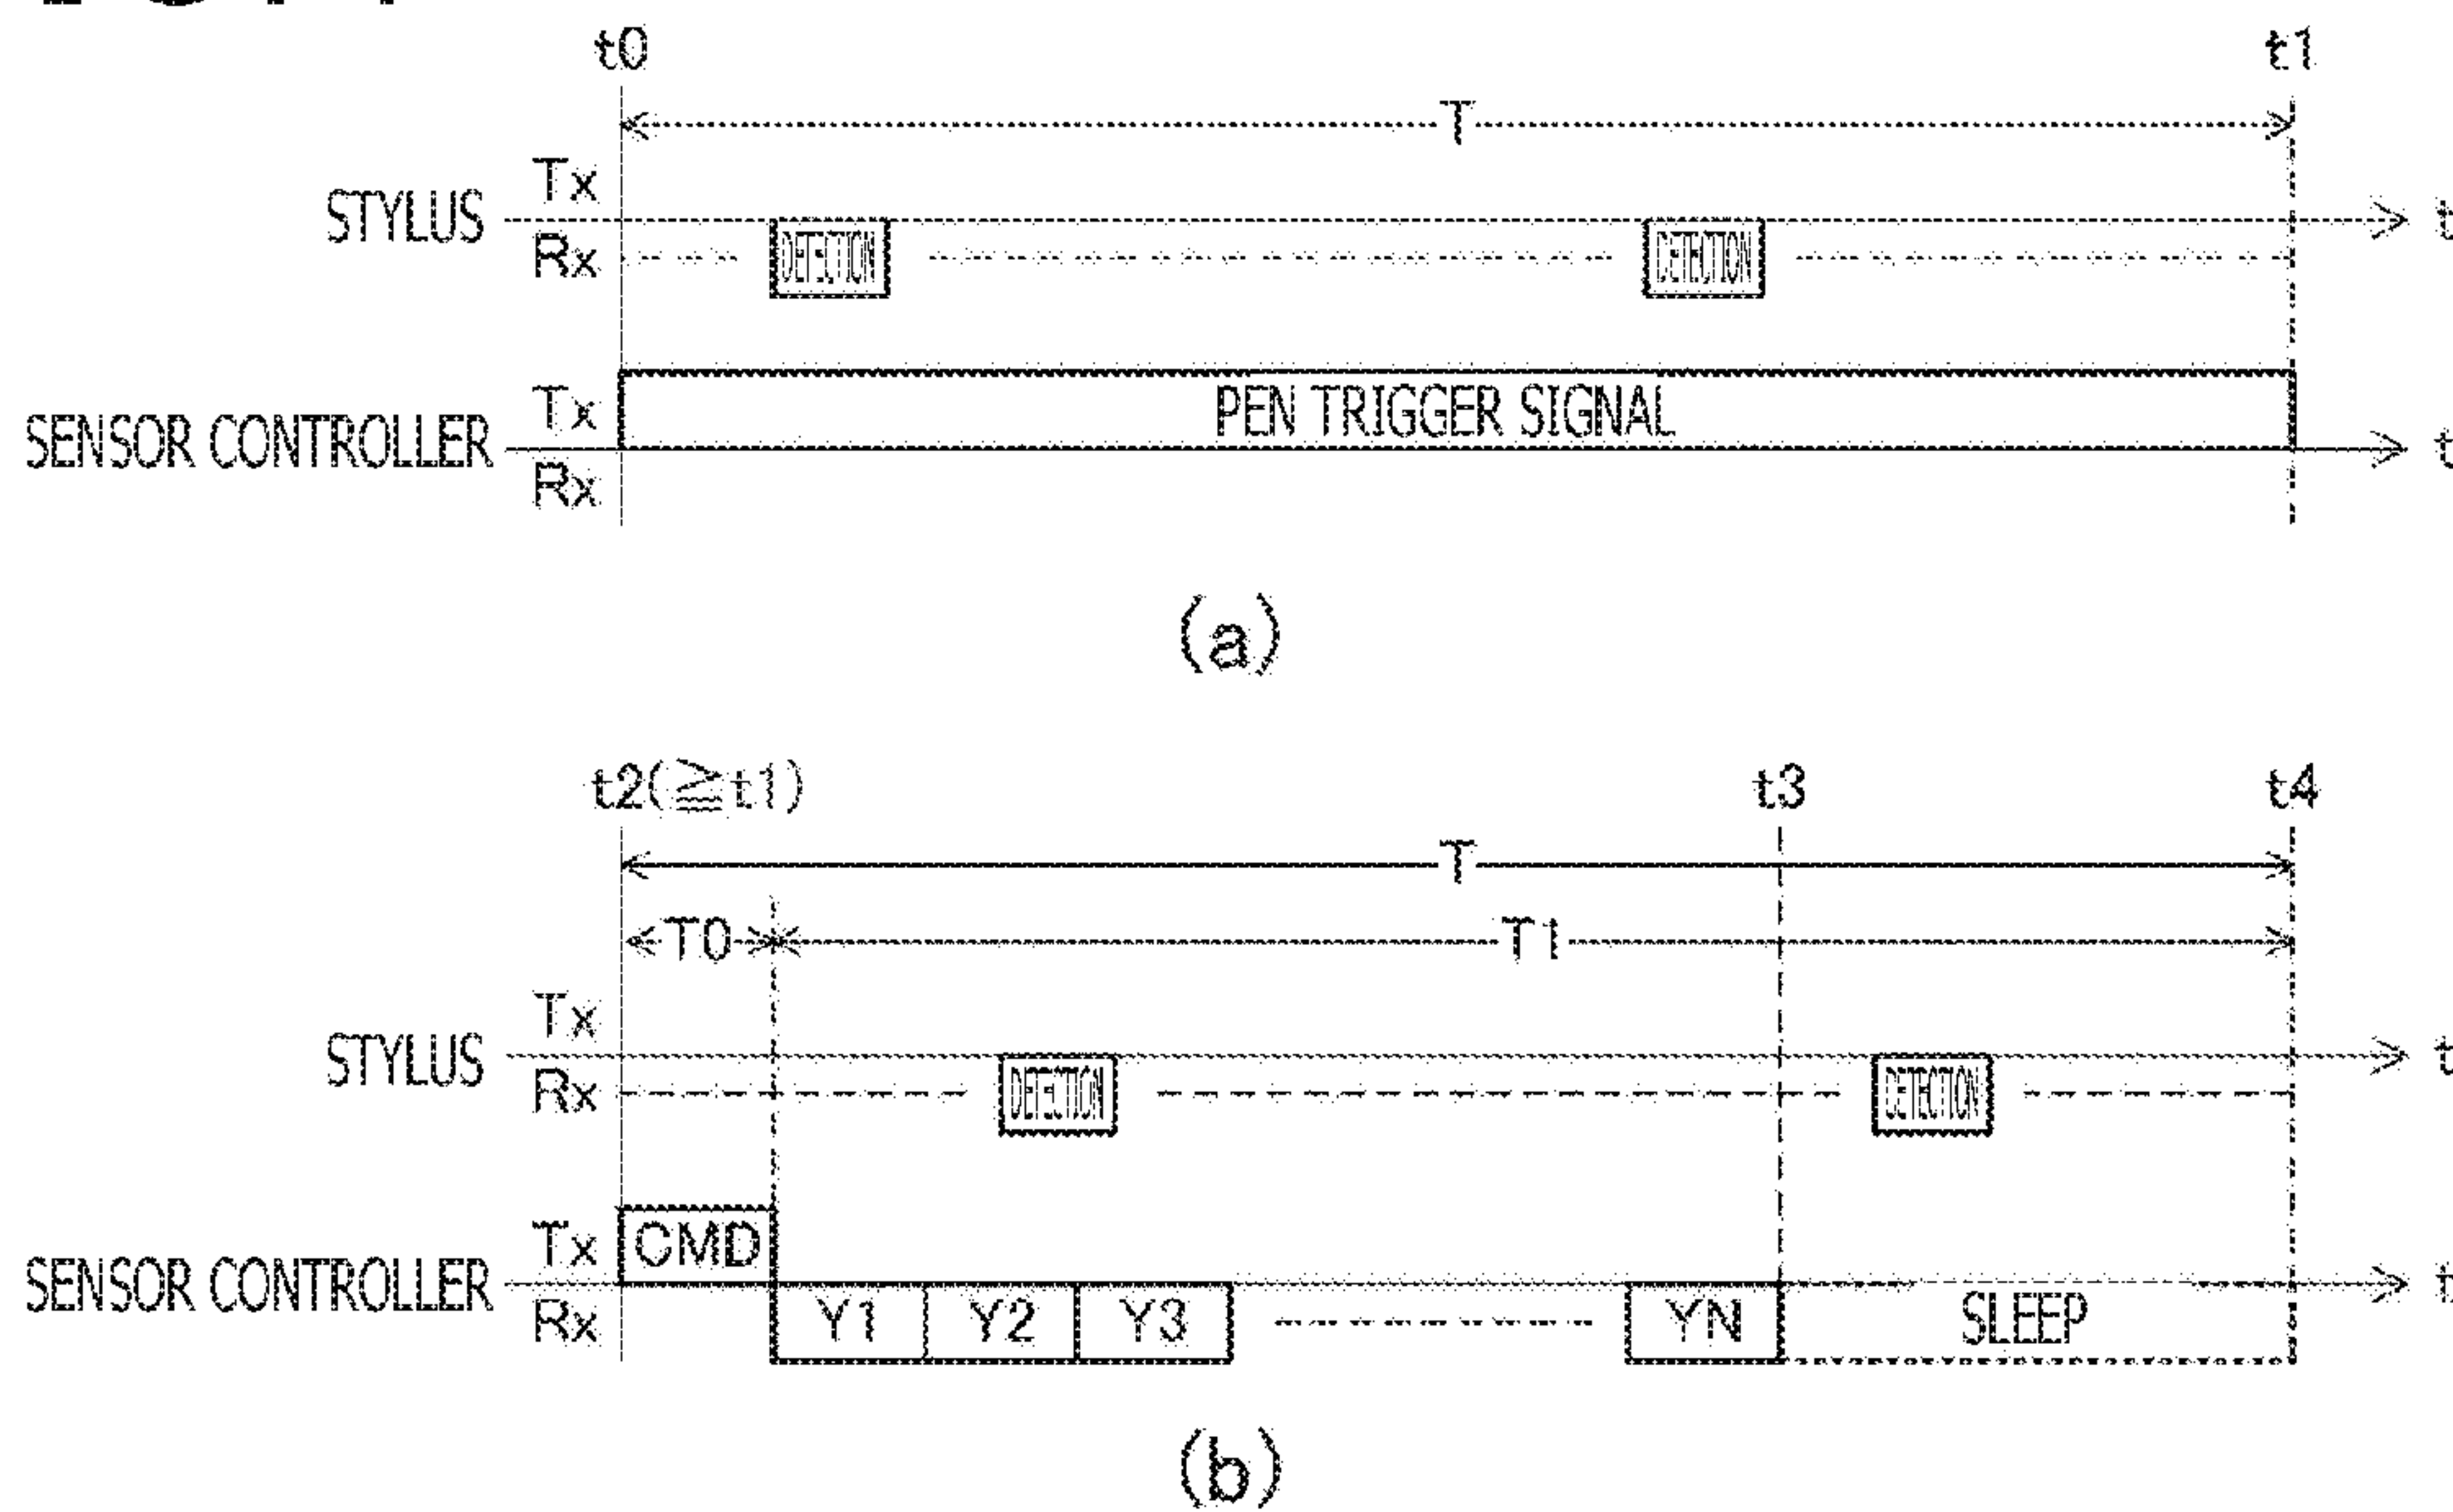 t0 t1
T
STYLUS Tx t
Rx DETECTION DETECTION
SENSOR CONTROLLER Tx PEN TRIGGER SIGNAL t
Rx
(a)
t2(≧t1) t3 t4
T
T0 T1
STYLUS Tx t
Rx DETECTION DETECTION
SENSOR CONTROLLER Tx CMD t
Rx Y1 Y2 Y3 YN SLEEP
(b)